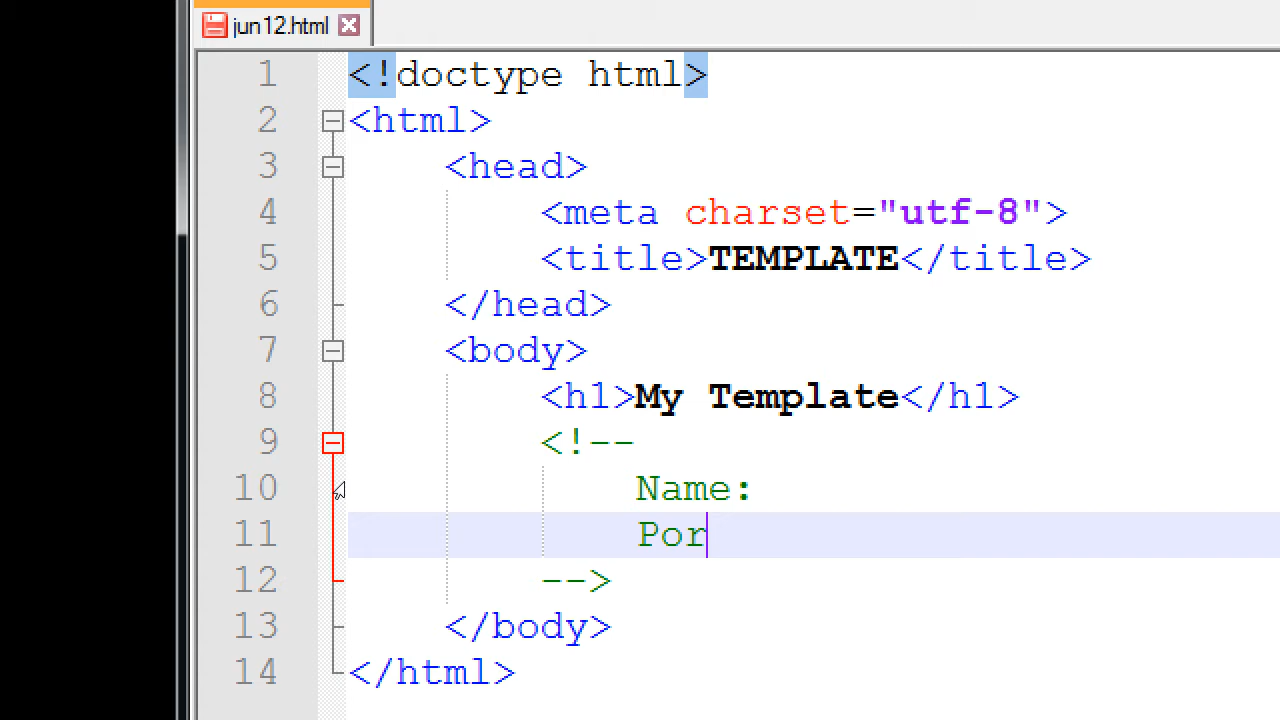 jun12.html
1 <!doctype html>
2 <html>
3 <head>
4 <meta charset="utf-8">
5 <title>TEMPLATE</title>
6 </head>
7 <body>
8 <h1>My Template</h1>
9 <!--
10 Name:
11 Por
12 -->
13 </body>
14 </html>